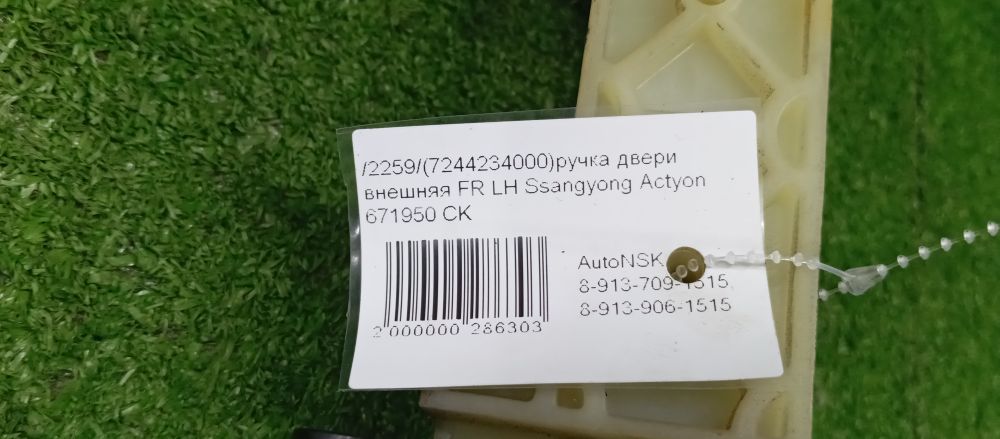 /2259/(7244234000)ручка двери
внешняя FR LH Ssangyong Actyon
671950 СК
AutoNSK
8-913-709-1515
8-913-906-1515
2 000000 286303